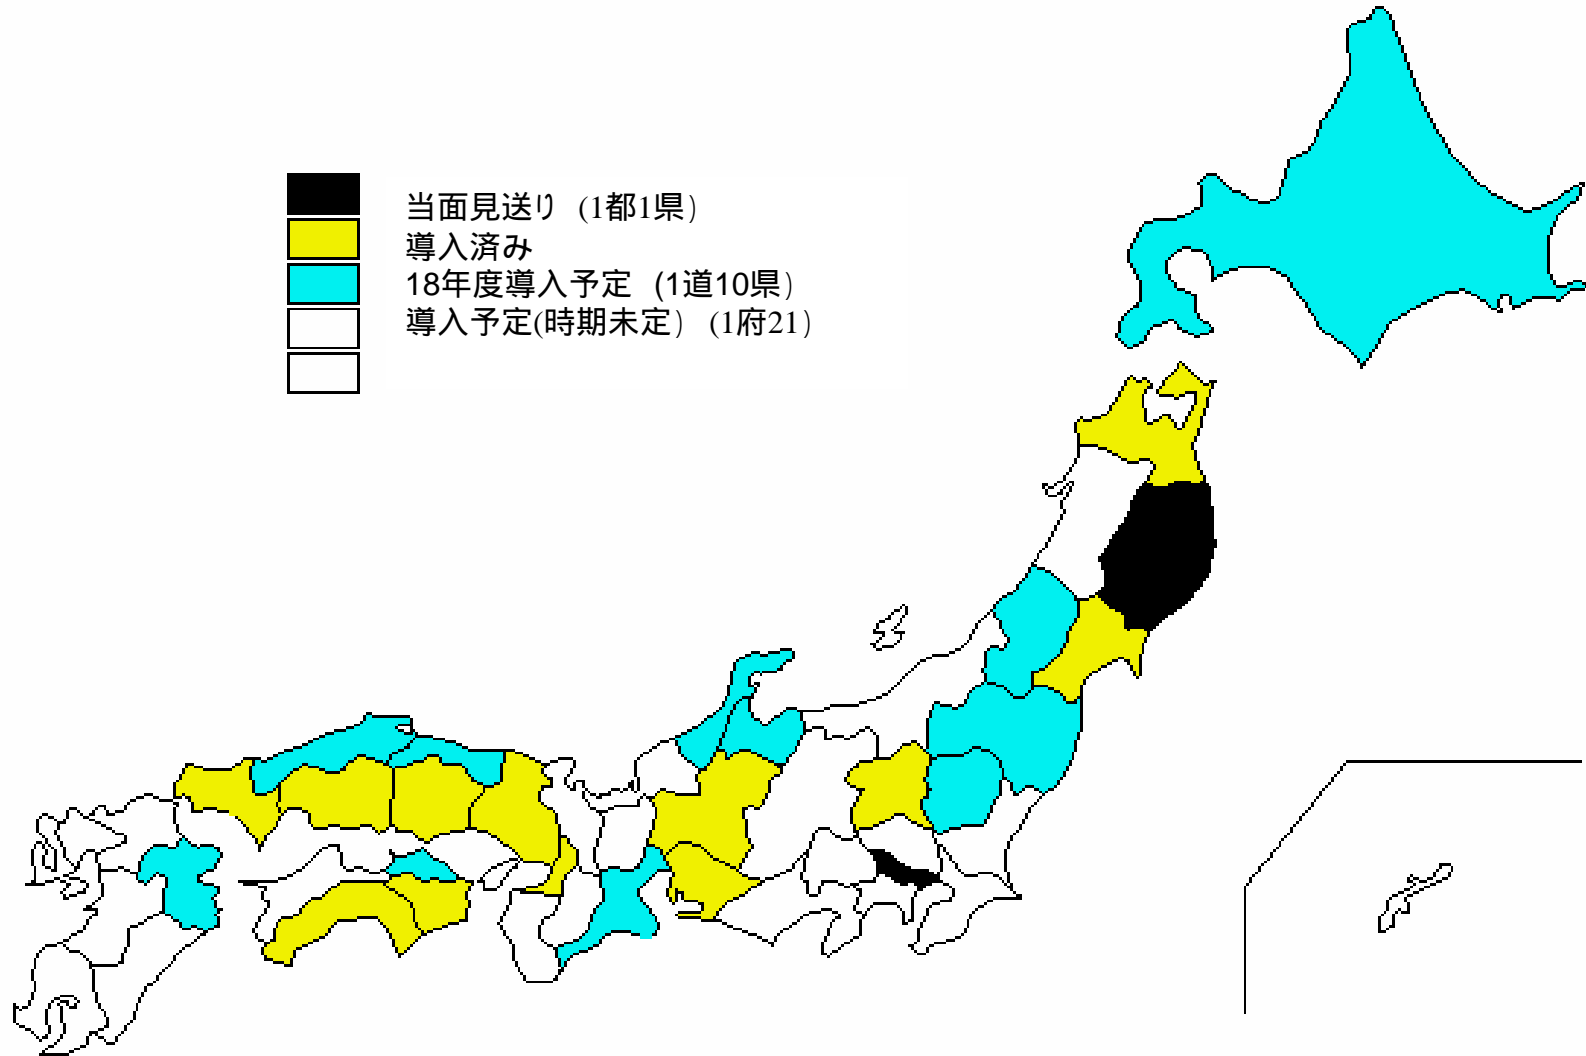 当面見送り (1都1県)
導入済み
18年度導入予定 (1道10県)
導入予定(時期未定) (1府21)